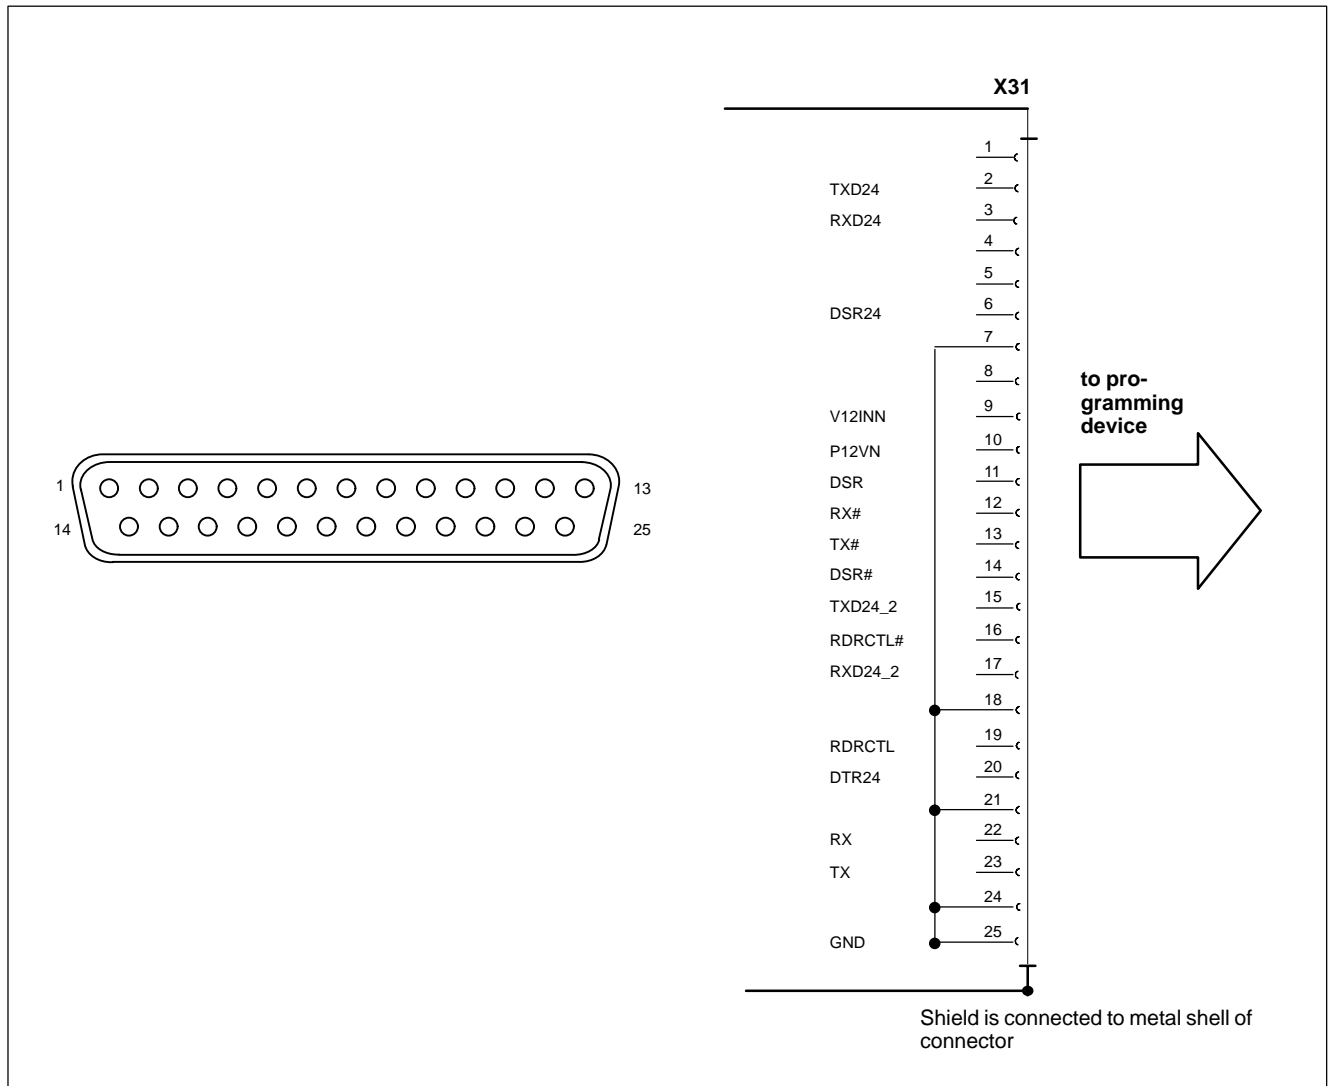 X31
1
TXD24 2
RXD24 3
4
5
DSR24 6
7
8
V12INN 9
P12VN 10
DSR 11
RX# 12
TX# 13
DSR# 14
TXD24_2 15
RDRCTL# 16
RXD24_2 17
18
RDRCTL 19
DTR24 20
21
RX 22
TX 23
24
GND 25
to pro-
gramming
device
1 13
14 25
Shield is connected to metal shell of
connector